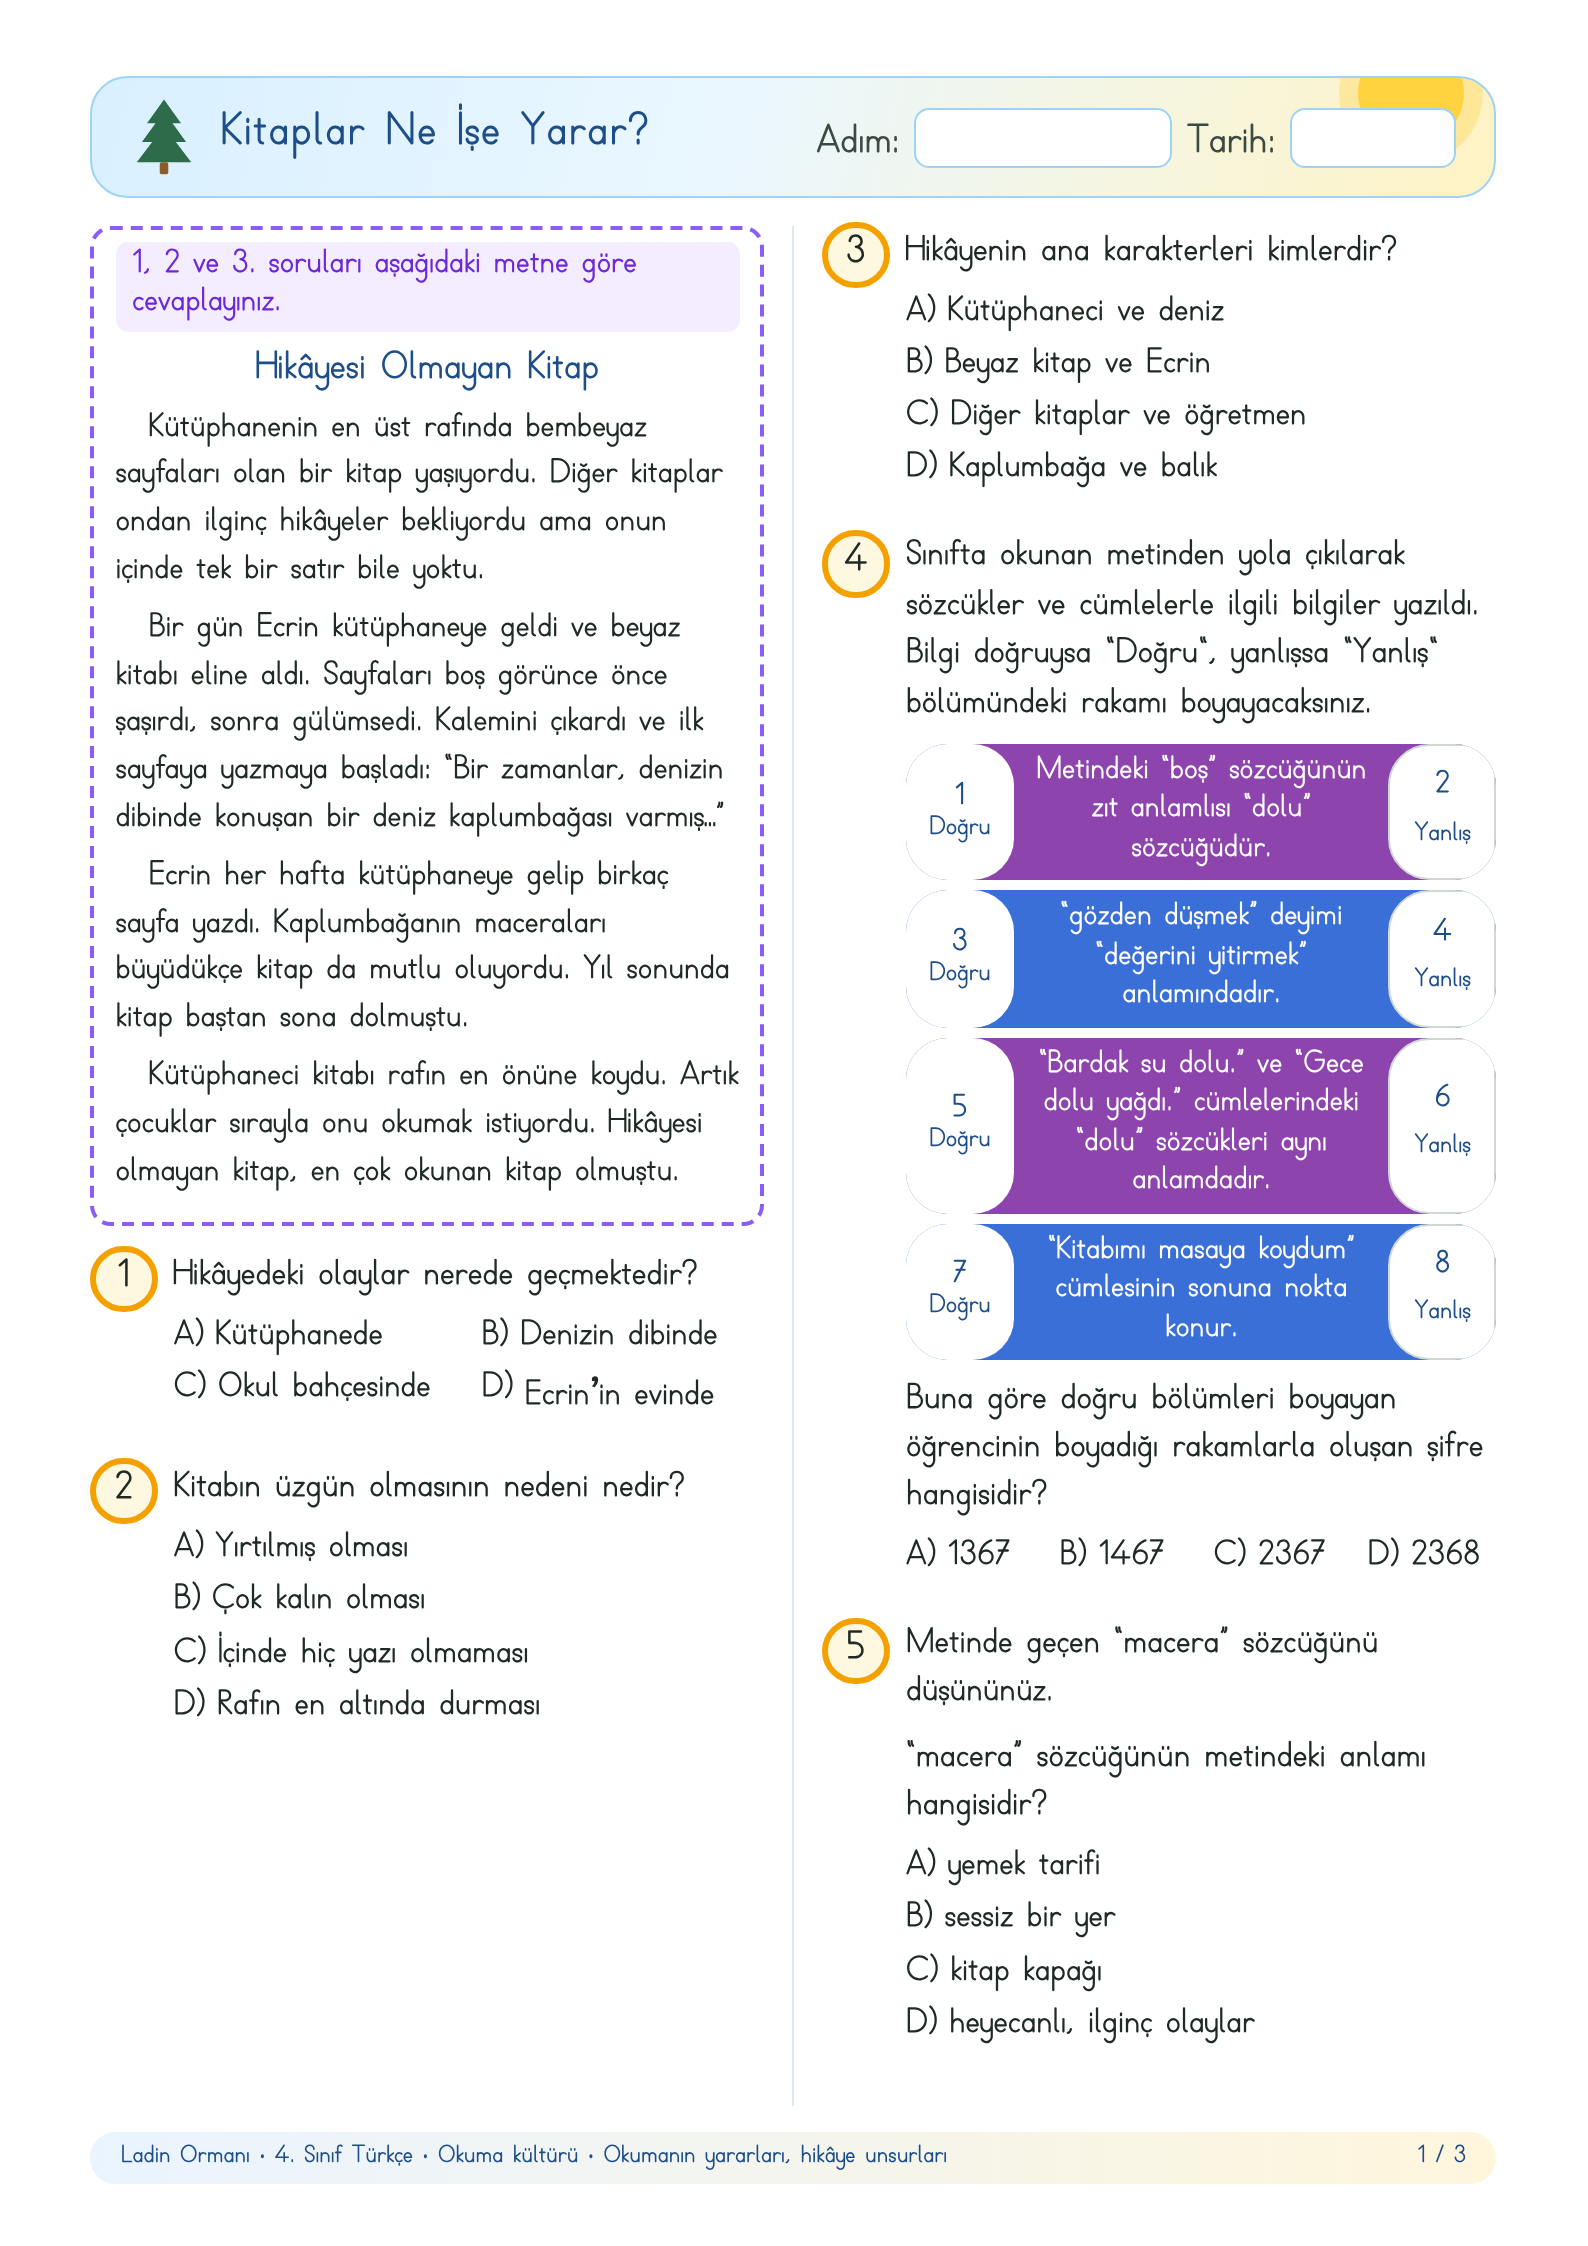 Kitaplar Ne İşe Yarar?
Adım:
Tarih:
1, 2 ve 3. soruları aşağıdaki metne göre
cevaplayınız.
Hikâyesi Olmayan Kitap
Kütüphanenin en üst rafında bembeyaz
sayfaları olan bir kitap yaşıyordu. Diğer kitaplar
ondan ilginç hikâyeler bekliyordu ama onun
içinde tek bir satır bile yoktu.
Bir gün Ecrin kütüphaneye geldi ve beyaz
kitabı eline aldı. Sayfaları boş görünce önce
şaşırdı, sonra gülümsedi. Kalemini çıkardı ve ilk
sayfaya yazmaya başladı: “Bir zamanlar, denizin
dibinde konuşan bir deniz kaplumbağası varmış…”
Ecrin her hafta kütüphaneye gelip birkaç
sayfa yazdı. Kaplumbağanın maceraları
büyüdükçe kitap da mutlu oluyordu. Yıl sonunda
kitap baştan sona dolmuştu.
Kütüphaneci kitabı rafın en önüne koydu. Artık
çocuklar sırayla onu okumak istiyordu. Hikâyesi
olmayan kitap, en çok okunan kitap olmuştu.
1
Hikâyedeki olaylar nerede geçmektedir?
A) Kütüphanede
B) Denizin dibinde
C) Okul bahçesinde
D) Ecrin’in evinde
2
Kitabın üzgün olmasının nedeni nedir?
A) Yırtılmış olması
B) Çok kalın olması
C) İçinde hiç yazı olmaması
D) Rafın en altında durması
3
Hikâyenin ana karakterleri kimlerdir?
A) Kütüphaneci ve deniz
B) Beyaz kitap ve Ecrin
C) Diğer kitaplar ve öğretmen
D) Kaplumbağa ve balık
4
Sınıfta okunan metinden yola çıkılarak
sözcükler ve cümlelerle ilgili bilgiler yazıldı.
Bilgi doğruysa “Doğru“, yanlışsa “Yanlış“
bölümündeki rakamı boyayacaksınız.
1
Doğru
Metindeki “boş” sözcüğünün
zıt anlamlısı “dolu”
sözcüğüdür.
2
Yanlış
3
Doğru
“gözden düşmek” deyimi
“değerini yitirmek”
anlamındadır.
4
Yanlış
5
Doğru
“Bardak su dolu.” ve “Gece
dolu yağdı.” cümlelerindeki
“dolu” sözcükleri aynı
anlamdadır.
6
Yanlış
7
Doğru
“Kitabımı masaya koydum”
cümlesinin sonuna nokta
konur.
8
Yanlış
Buna göre doğru bölümleri boyayan
öğrencinin boyadığı rakamlarla oluşan şifre
hangisidir?
A) 1367
B) 1467
C) 2367
D) 2368
5
Metinde geçen “macera” sözcüğünü
düşününüz.
“macera” sözcüğünün metindeki anlamı
hangisidir?
A) yemek tarifi
B) sessiz bir yer
C) kitap kapağı
D) heyecanlı, ilginç olaylar
Ladin Ormanı • 4. Sınıf Türkçe • Okuma kültürü • Okumanın yararları, hikâye unsurları
1 / 3